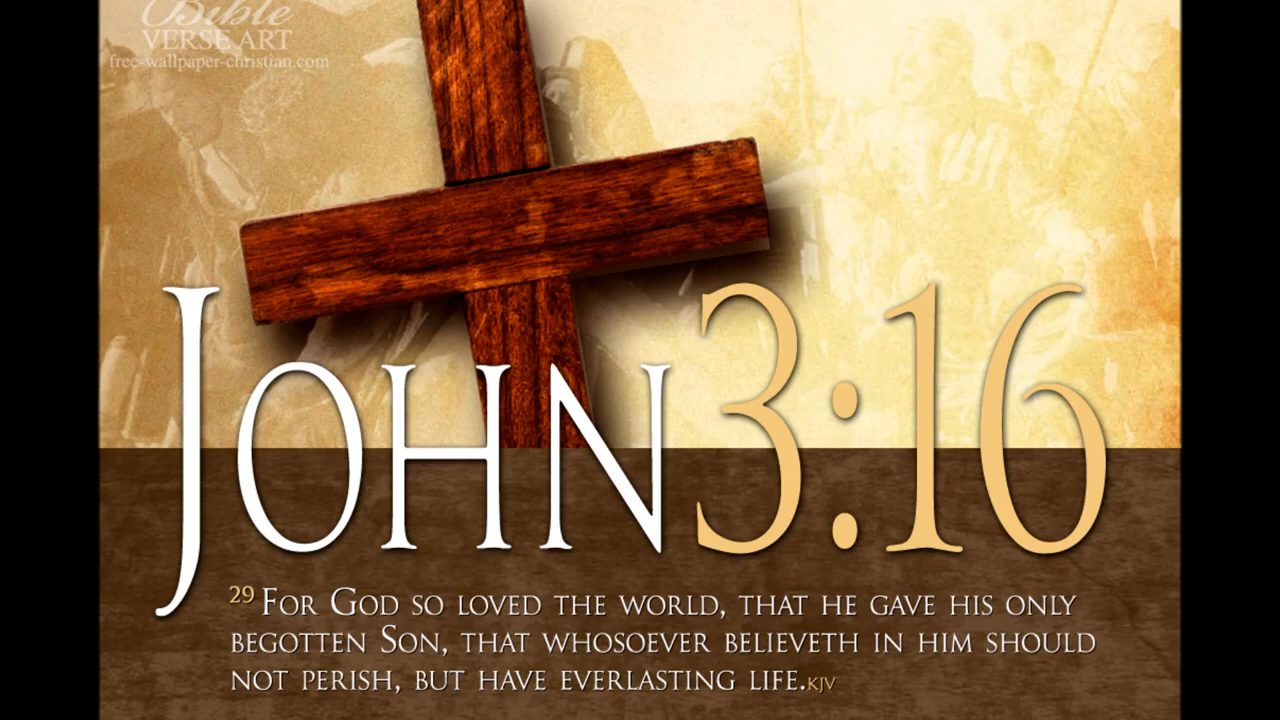 Bible
VERSE ART
free-wallpaper-christian.com
JOHN 3:16
29 FOR GOD SO LOVED THE WORLD, THAT HE GAVE HIS ONLY
BEGOTTEN SON, THAT WHOSOEVER BELIEVETH IN HIM SHOULD
NOT PERISH, BUT HAVE EVERLASTING LIFE.KJV